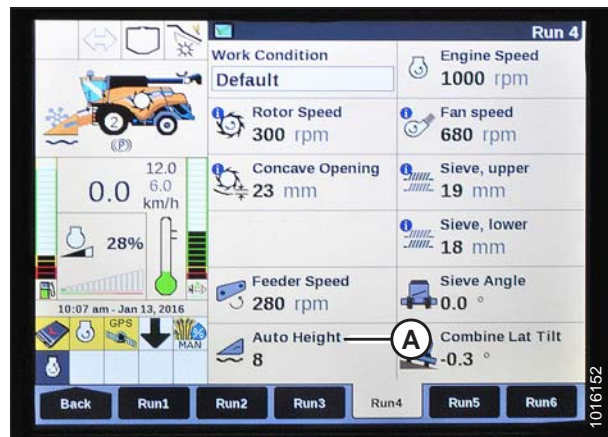 Run 4
Work Condition
Default
Engine Speed
1000 rpm
Rotor Speed
300 rpm
Fan speed
680 rpm
Concave Opening
23 mm
Sieve, upper
19 mm
Sieve, lower
18 mm
Feeder Speed
280 rpm
Sieve Angle
0.0 °
Auto Height
8
A
Combine Lat Tilt
-0.3 °
2
(P)
12.0
6.0
0.0 km/h
28%
10:07 am - Jan 13, 2016
GPS
MAN
Back
Run1
Run2
Run3
Run4
Run5
Run6
1016152